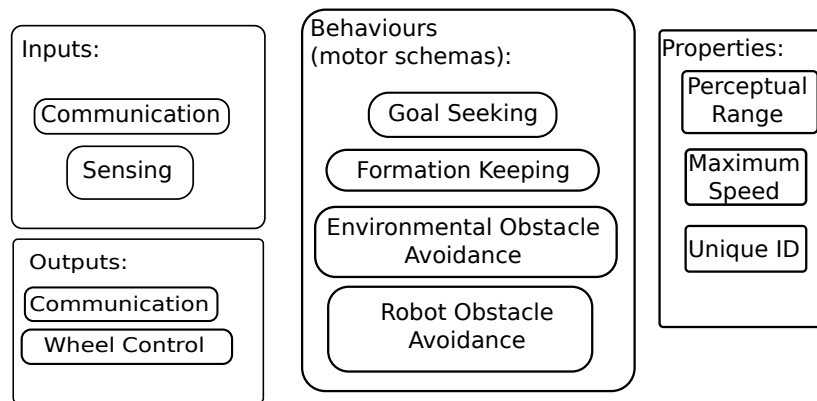 Inputs:
Communication
Sensing
Outputs:
Communication
Wheel Control
Behaviours
(motor schemas):
Goal Seeking
Formation Keeping
Environmental Obstacle
Avoidance
Robot Obstacle
Avoidance
Properties:
Perceptual
Range
Maximum
Speed
Unique ID